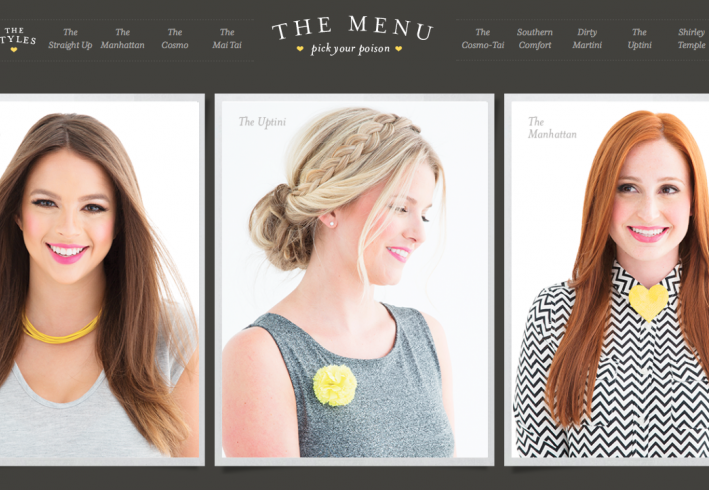 THE
TYLES
The
Straight Up
The
Manhattan
The
Cosmo
The
Mai Tai
THE MENU
pick your poison
The
Cosmo-Tai
Southern
Comfort
Dirty
Martini
The
Uptini
Shirley
Temple
The Uptini
The
Manhattan